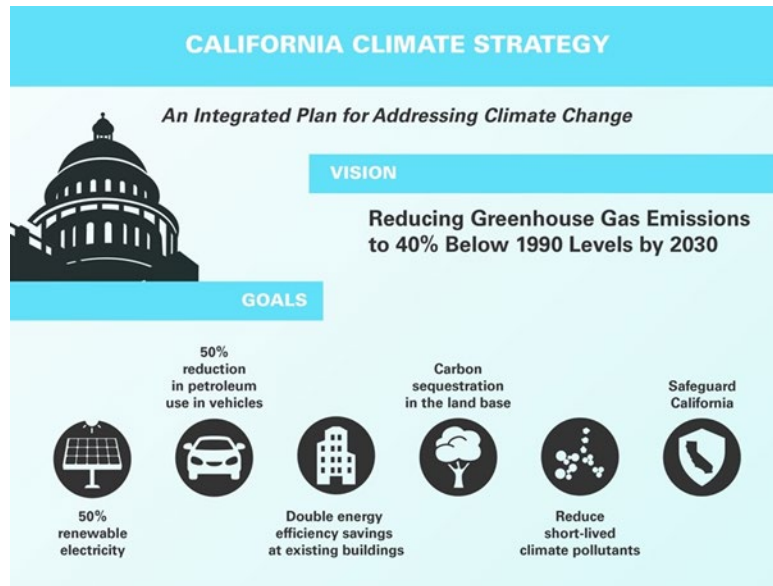 CALIFORNIA CLIMATE STRATEGY
An Integrated Plan for Addressing Climate Change
VISION
Reducing Greenhouse Gas Emissions
to 40% Below 1990 Levels by 2030
GOALS
50%
renewable
electricity
50%
reduction
in petroleum
use in vehicles
Double energy
efficiency savings
at existing buildings
Carbon
sequestration
in the land base
Reduce
short-lived
climate pollutants
Safeguard
California